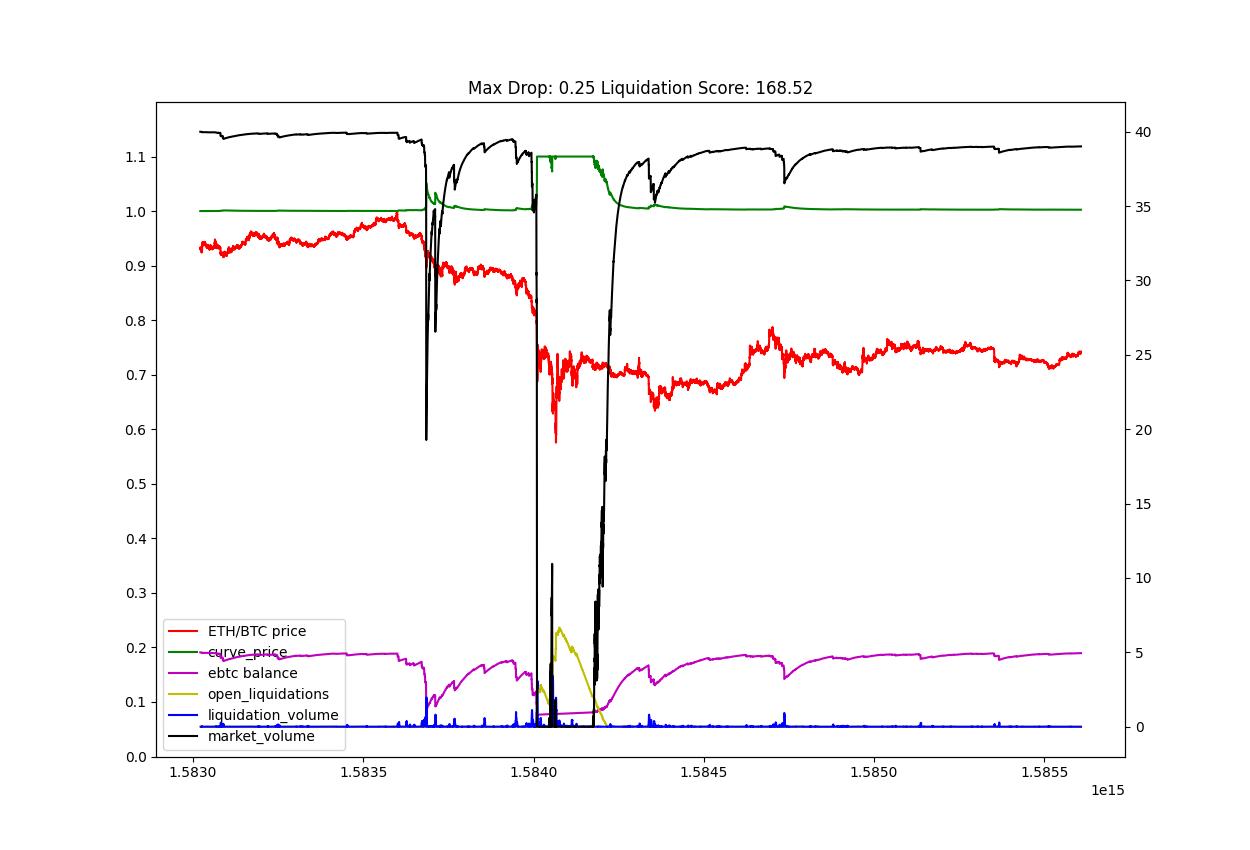 Max Drop: 0.25 Liquidation Score: 168.52
1.1
1.0
0.9
0.8
0.7
0.6
0.5
0.4
0.3
0.2
0.1
0.0
40
35
30
25
20
15
10
5
0
ETH/BTC price
curve_price
ebtc balance
open_liquidations
liquidation_volume
market_volume
1.5830 1.5835 1.5840 1.5845 1.5850 1.5855
1e15